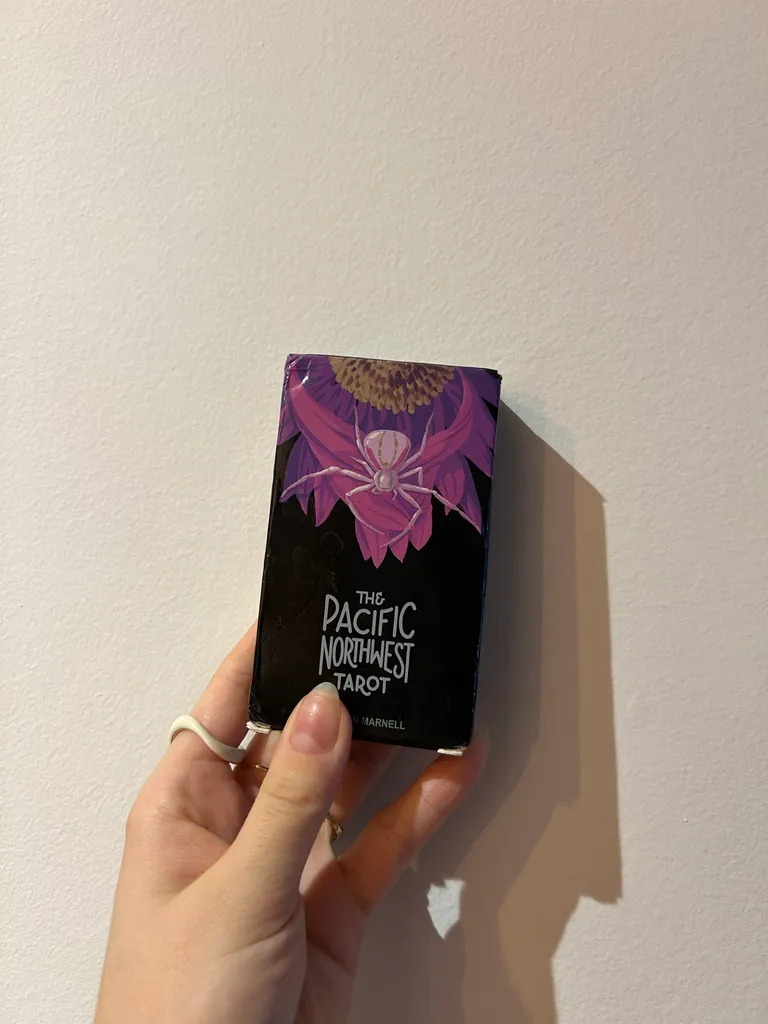 THE
PACIFIC
NORTHWEST
TAROT
MARNELL